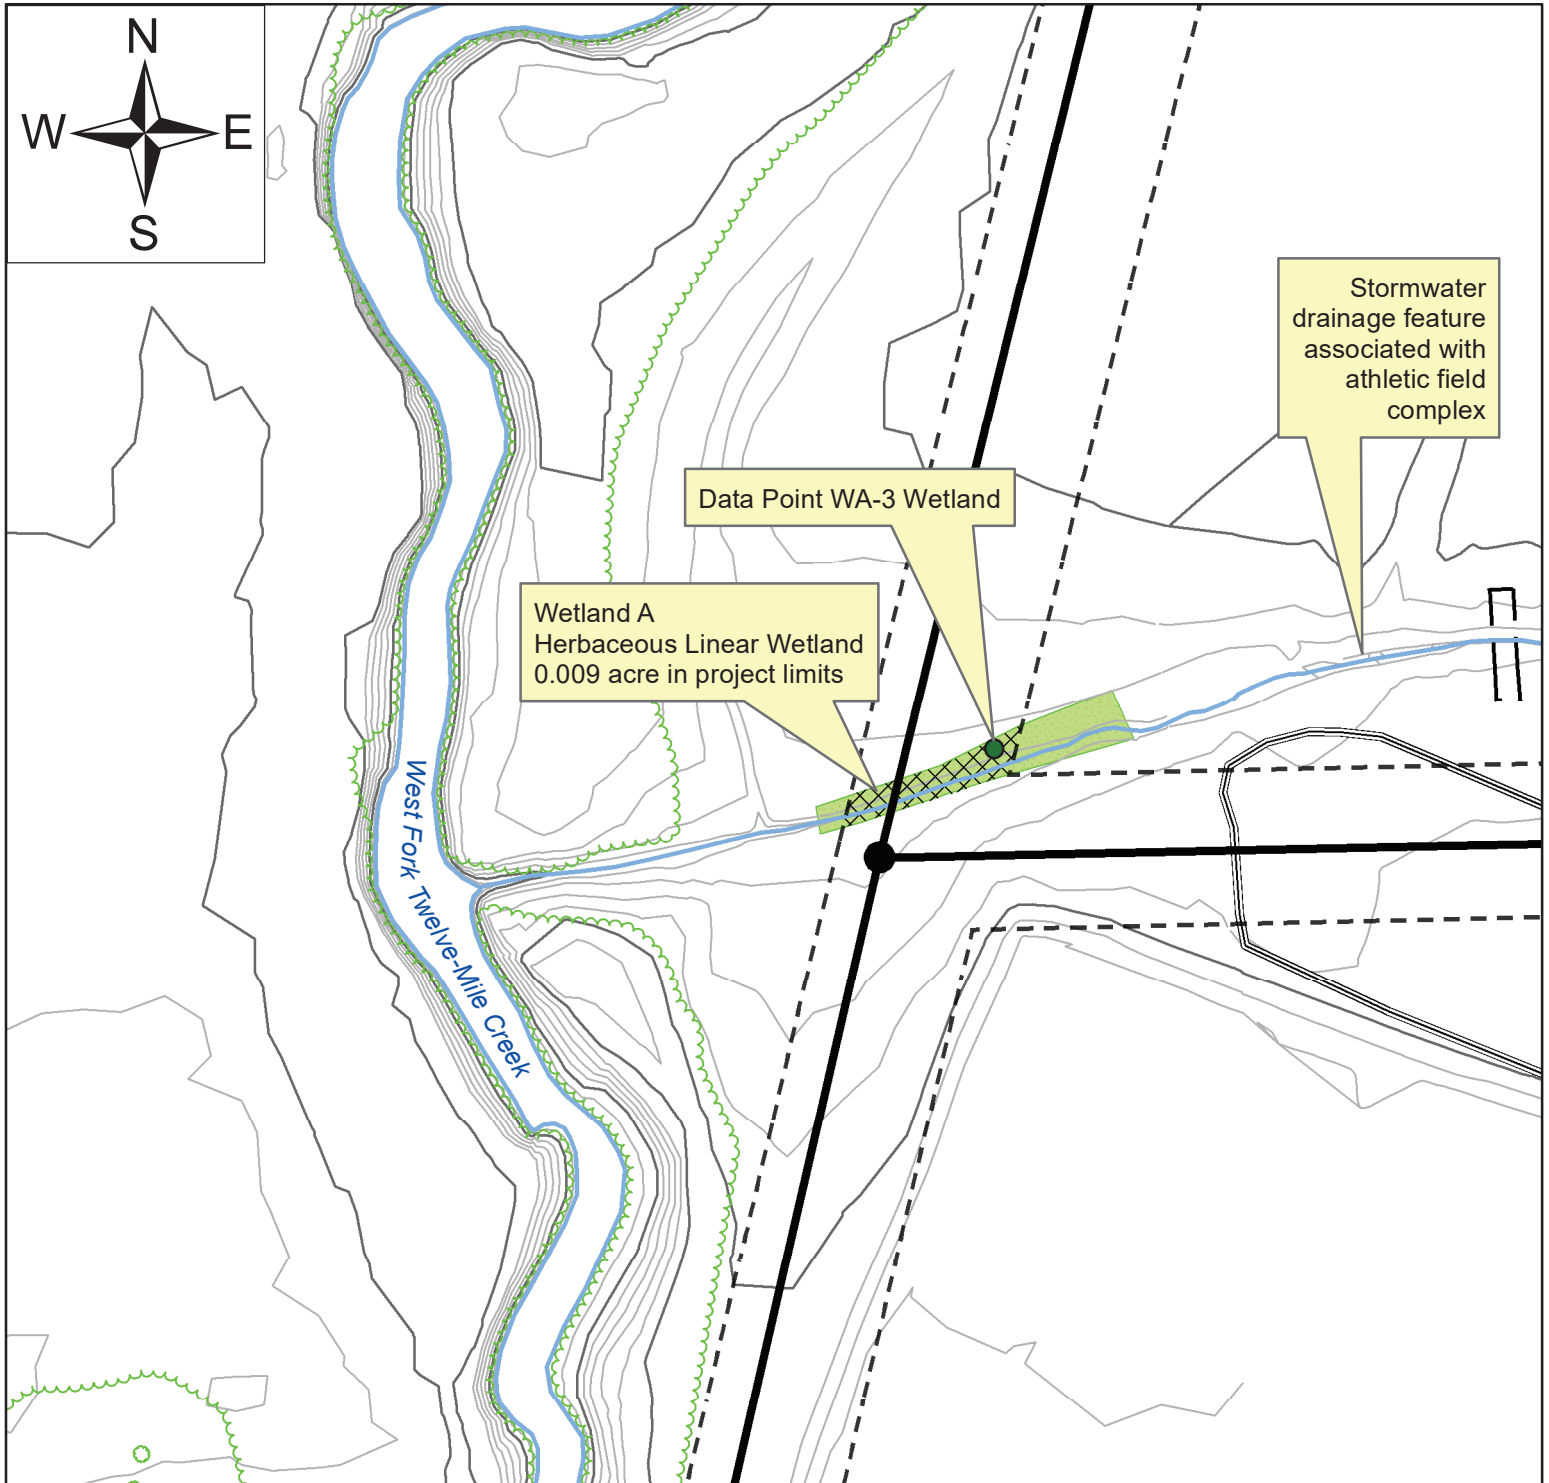 N
W E
S
Stormwater
drainage feature
associated with
athletic field
complex
Data Point WA-3 Wetland
Wetland A
Herbaceous Linear Wetland
0.009 acre in project limits
West Fork Twelve-Mile Creek